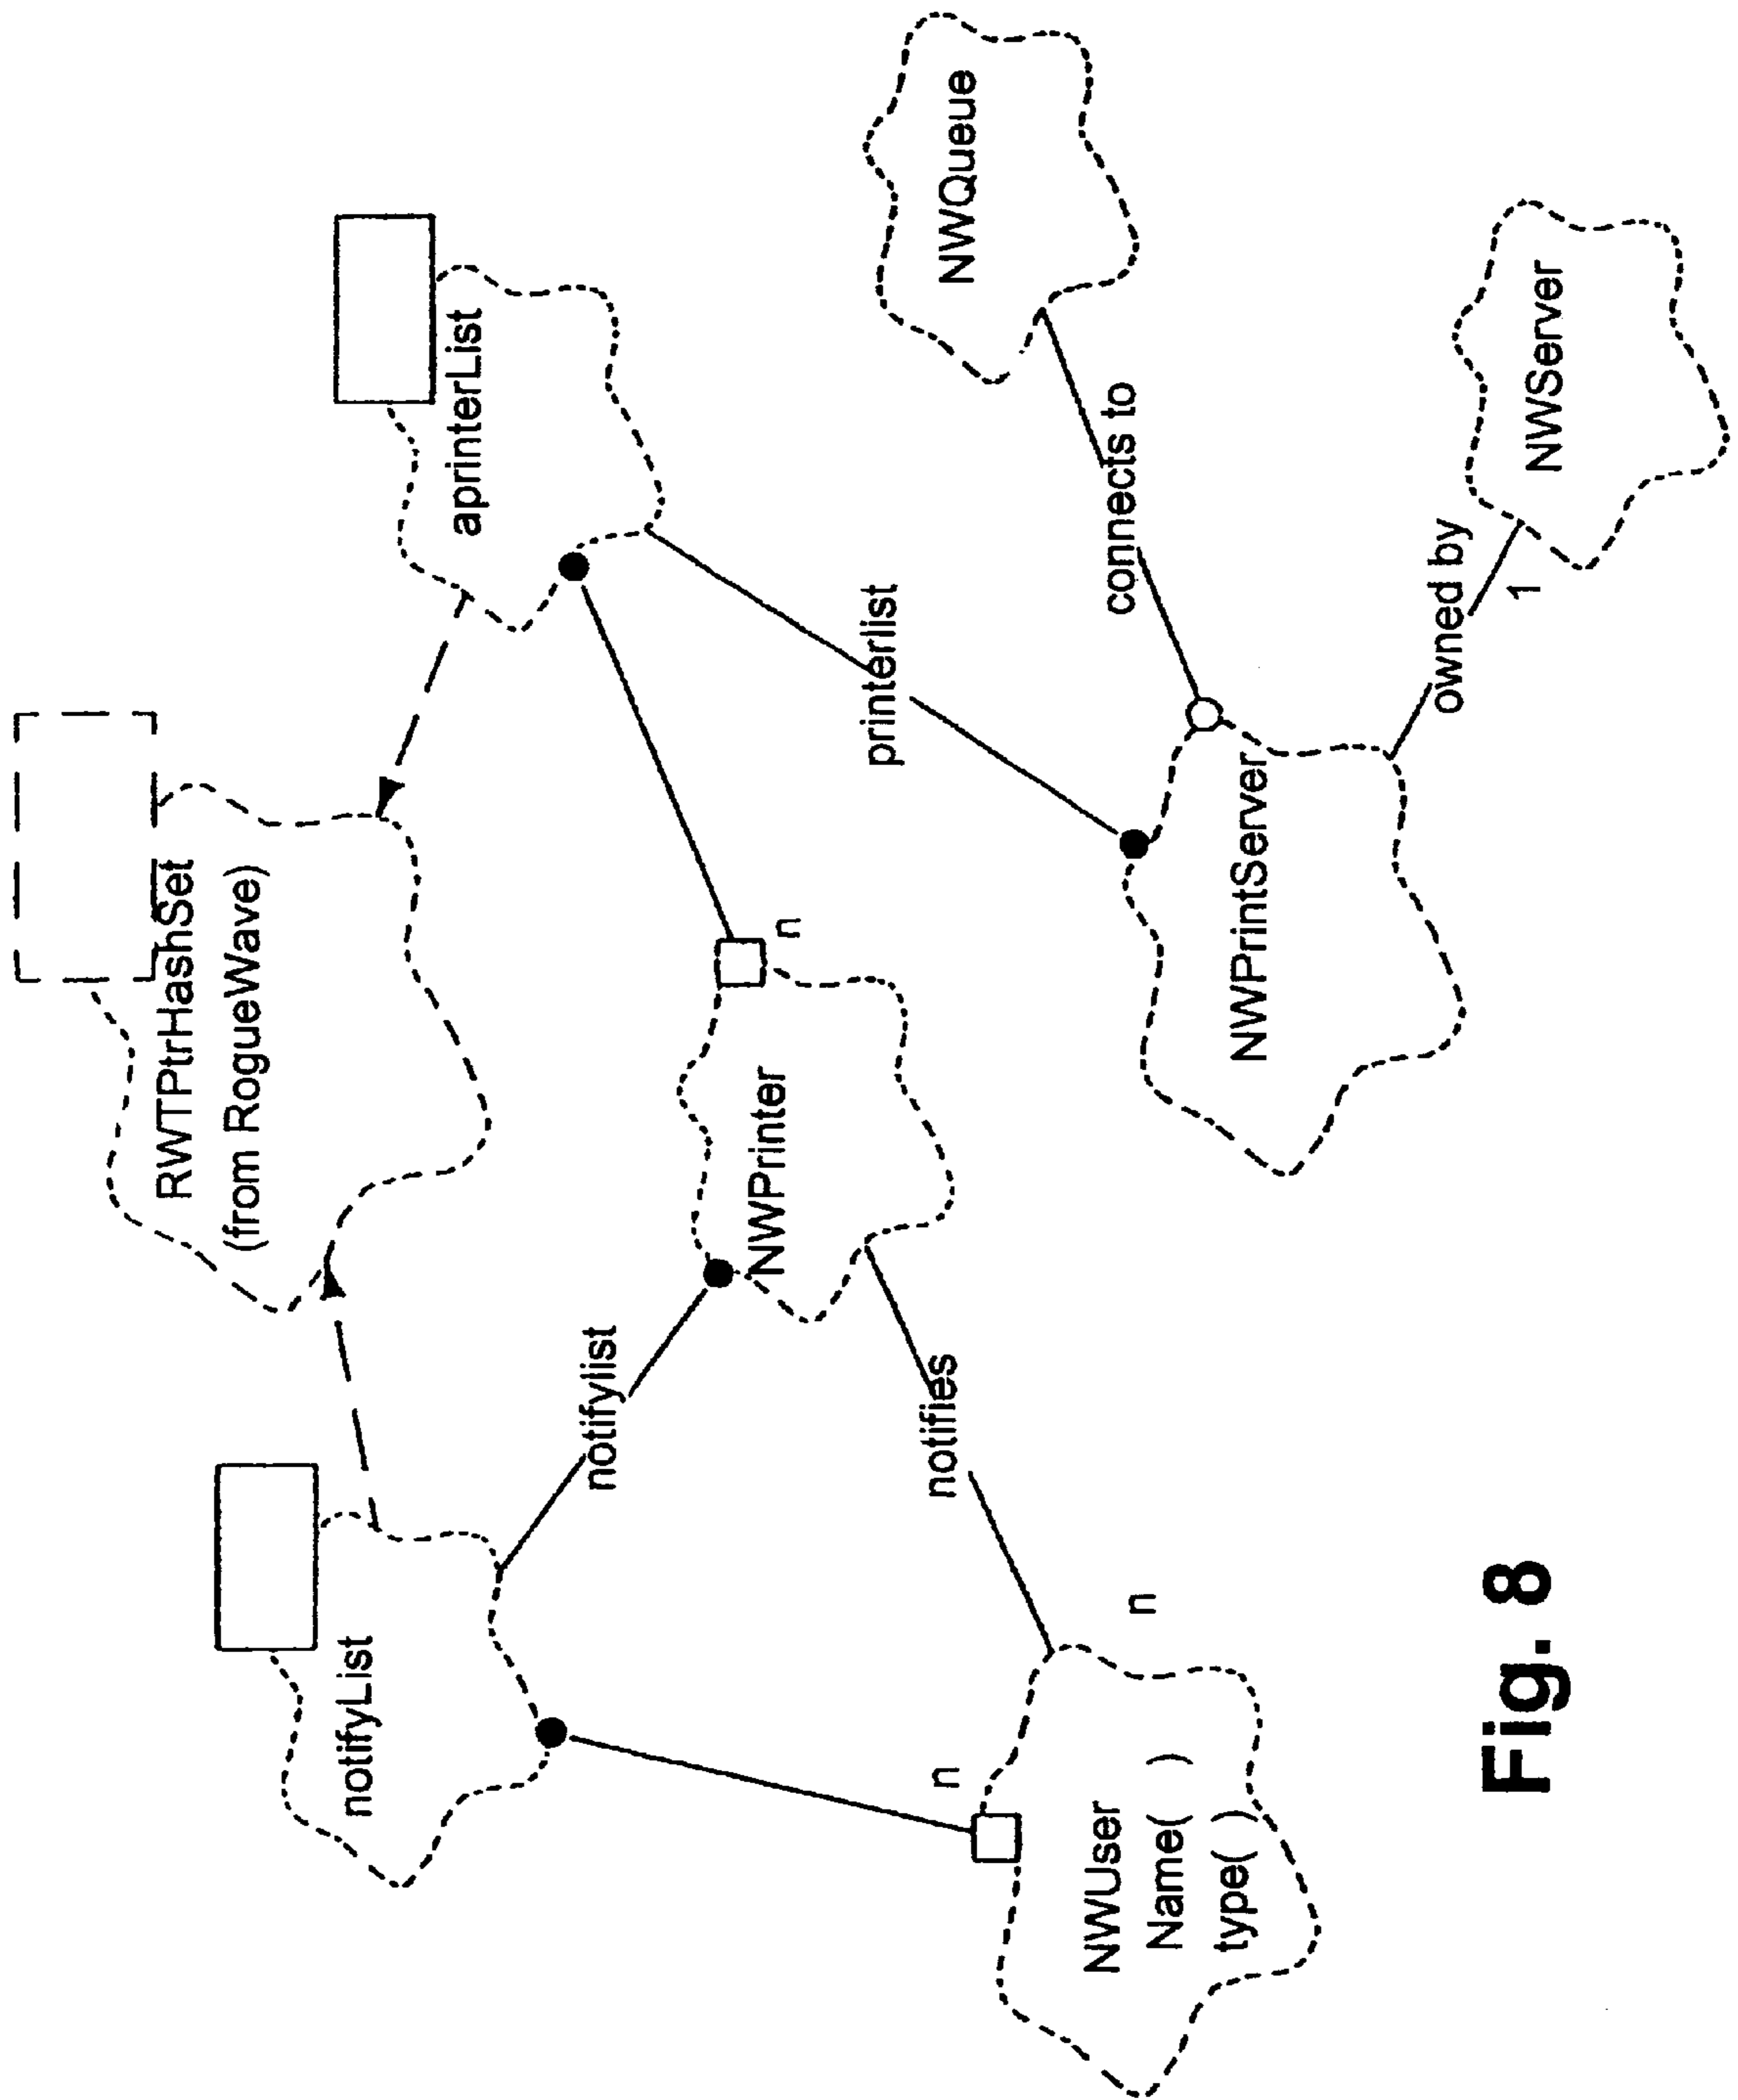 RWTPtrHashSet
(from RogueWave)
notifyList
aprinterList
notifylist
NWPrinter
n
printerlist
NWQueue
notifies
n
connects to
NWUser
Name( )
type( )
n
NWPrintServer
owned by
1
NWServer
Fig. 8